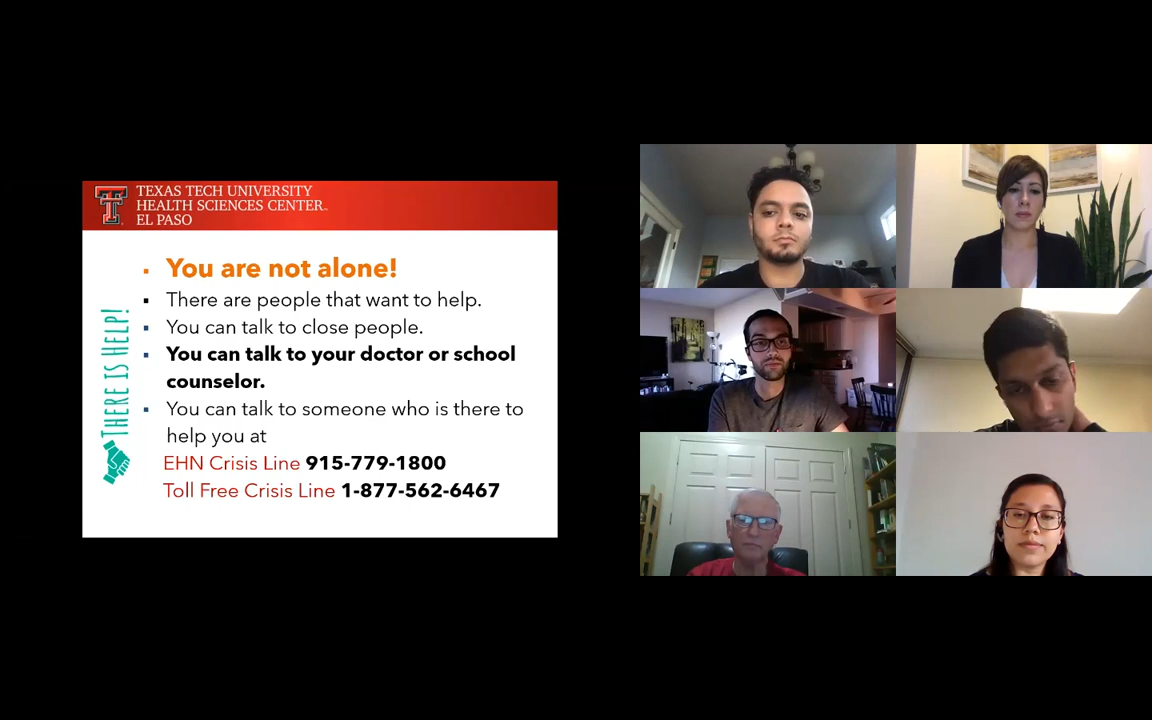 TEXAS TECH UNIVERSITY
HEALTH SCIENCES CENTER™
EL PASO
THERE IS HELP!
▪ You are not alone!
▪ There are people that want to help.
▪ You can talk to close people.
▪ You can talk to your doctor or school
counselor.
▪ You can talk to someone who is there to
help you at
EHN Crisis Line 915-779-1800
Toll Free Crisis Line 1-877-562-6467